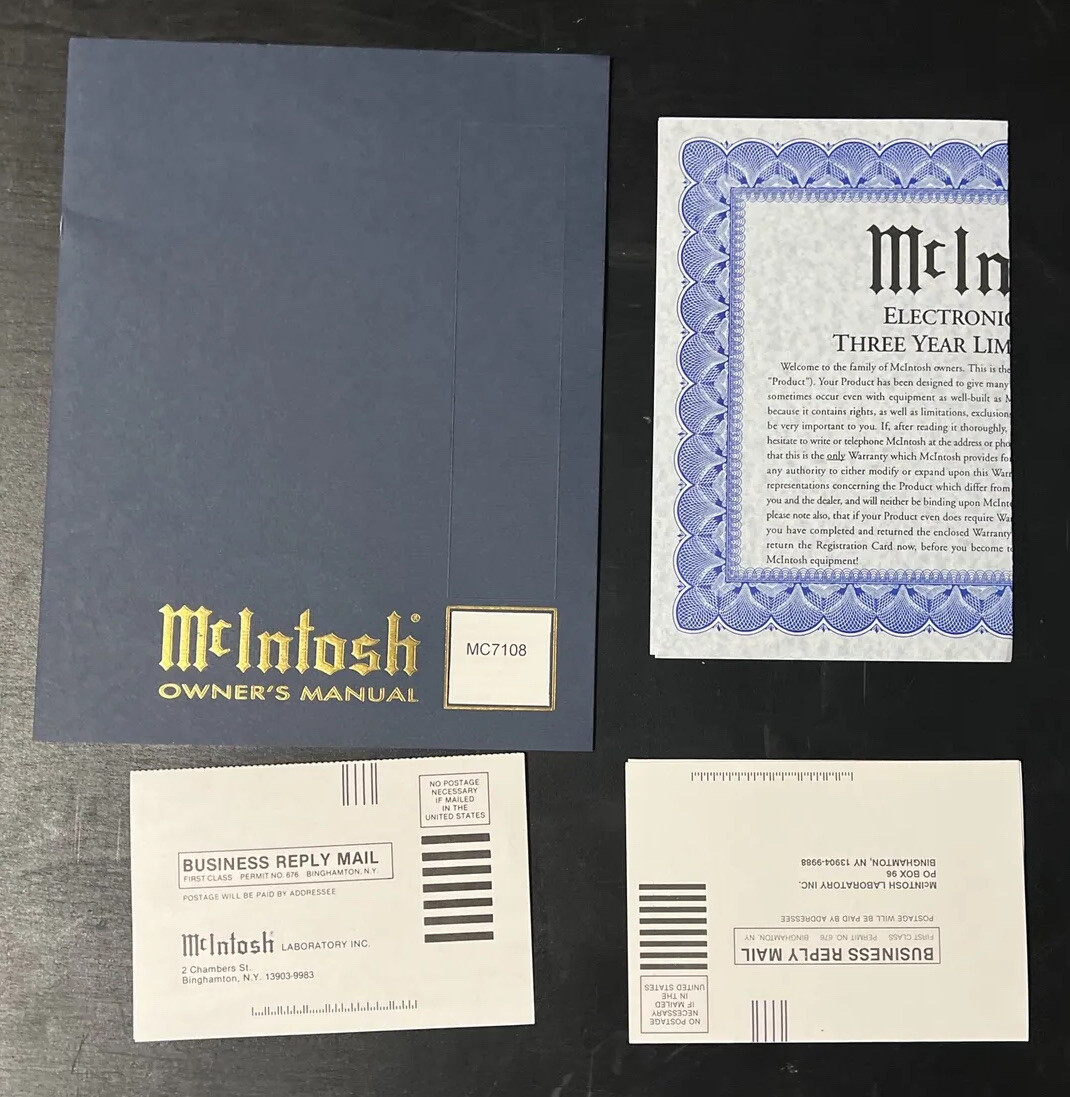 McIntosh®
OWNER'S MANUAL
MC7108
McIn
ELECTRONIC
THREE YEAR LIM
Welcome to the family of McIntosh owners. This is the
"Product"). Your Product has been designed to give many
sometimes occur even with equipment as well-built as M
because it contains rights, as well as limitations, exclusions
be very important to you. If, after reading it thoroughly,
hesitate to write or telephone McIntosh at the address or pho
that this is the only Warranty which McIntosh provides fo
any authority to either modify or expand upon this Warr
representations concerning the Product which differ from
you and the dealer, and will neither be binding upon McInt
please note also, that if your Product even does require Wa
you have completed and returned the enclosed Warranty
return the Registration Card now, before you become to
McIntosh equipment!
NO POSTAGE
NECESSARY
IF MAILED
IN THE
UNITED STATES
BUSINESS REPLY MAIL
FIRST CLASS PERMIT NO. 676 BINGHAMTON, N.Y.
POSTAGE WILL BE PAID BY ADDRESSEE
McIntosh® LABORATORY INC.
2 Chambers St.
Binghamton, N.Y. 13903-9983
NO POSTAGE
NECESSARY
IF MAILED
IN THE
UNITED STATES
BUSINESS REPLY MAIL
FIRST CLASS PERMIT NO. 676 BINGHAMTON, NY
POSTAGE WILL BE PAID BY ADDRESSEE
MCINTOSH LABORATORY INC.
PO BOX 96
BINGHAMTON, NY 13904-9988